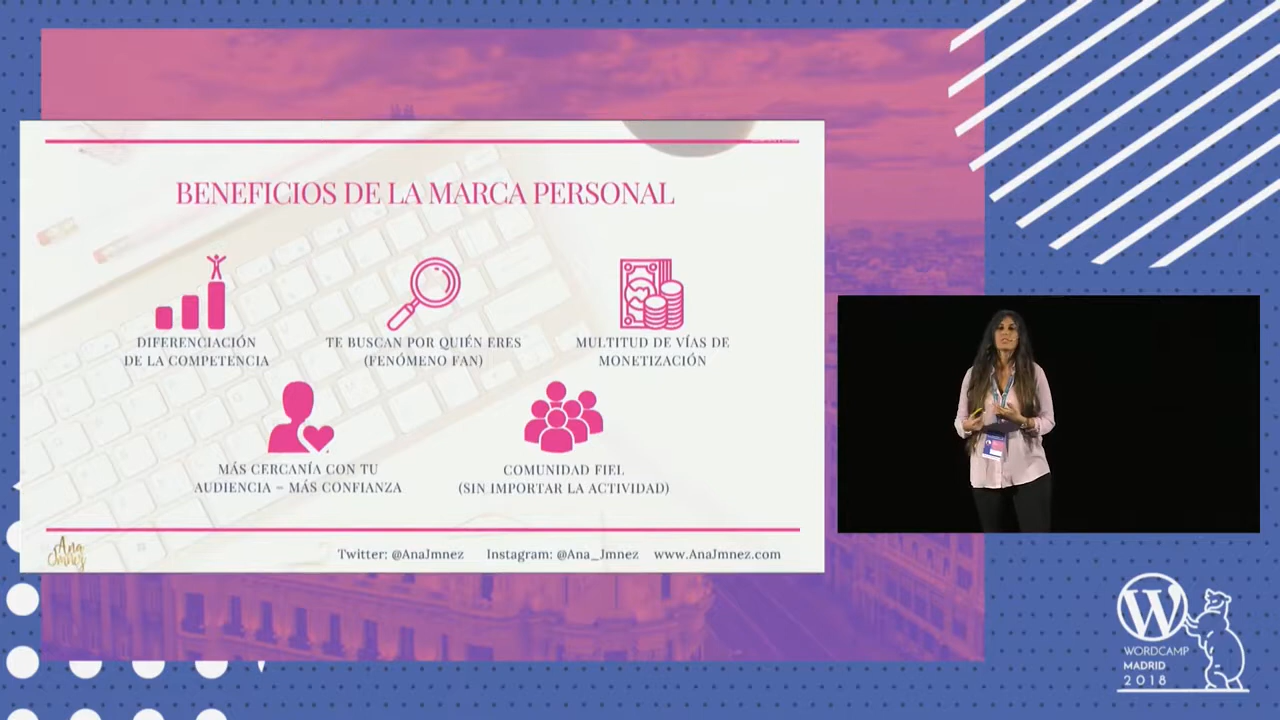 BENEFICIOS DE LA MARCA PERSONAL
DIFERENCIACIÓN
DE LA COMPETENCIA
TE BUSCAN POR QUIÉN ERES
(FENÓMENO FAN)
MULTITUD DE VÍAS DE
MONETIZACIÓN
MÁS CERCANÍA CON TU
AUDIENCIA = MÁS CONFIANZA
COMUNIDAD FIEL
(SIN IMPORTAR LA ACTIVIDAD)
Ana
Jmnez
Twitter: @AnaJmnez Instagram: @Ana_Jmnez www.AnaJmnez.com
W
WORDCAMP
MADRID
2018